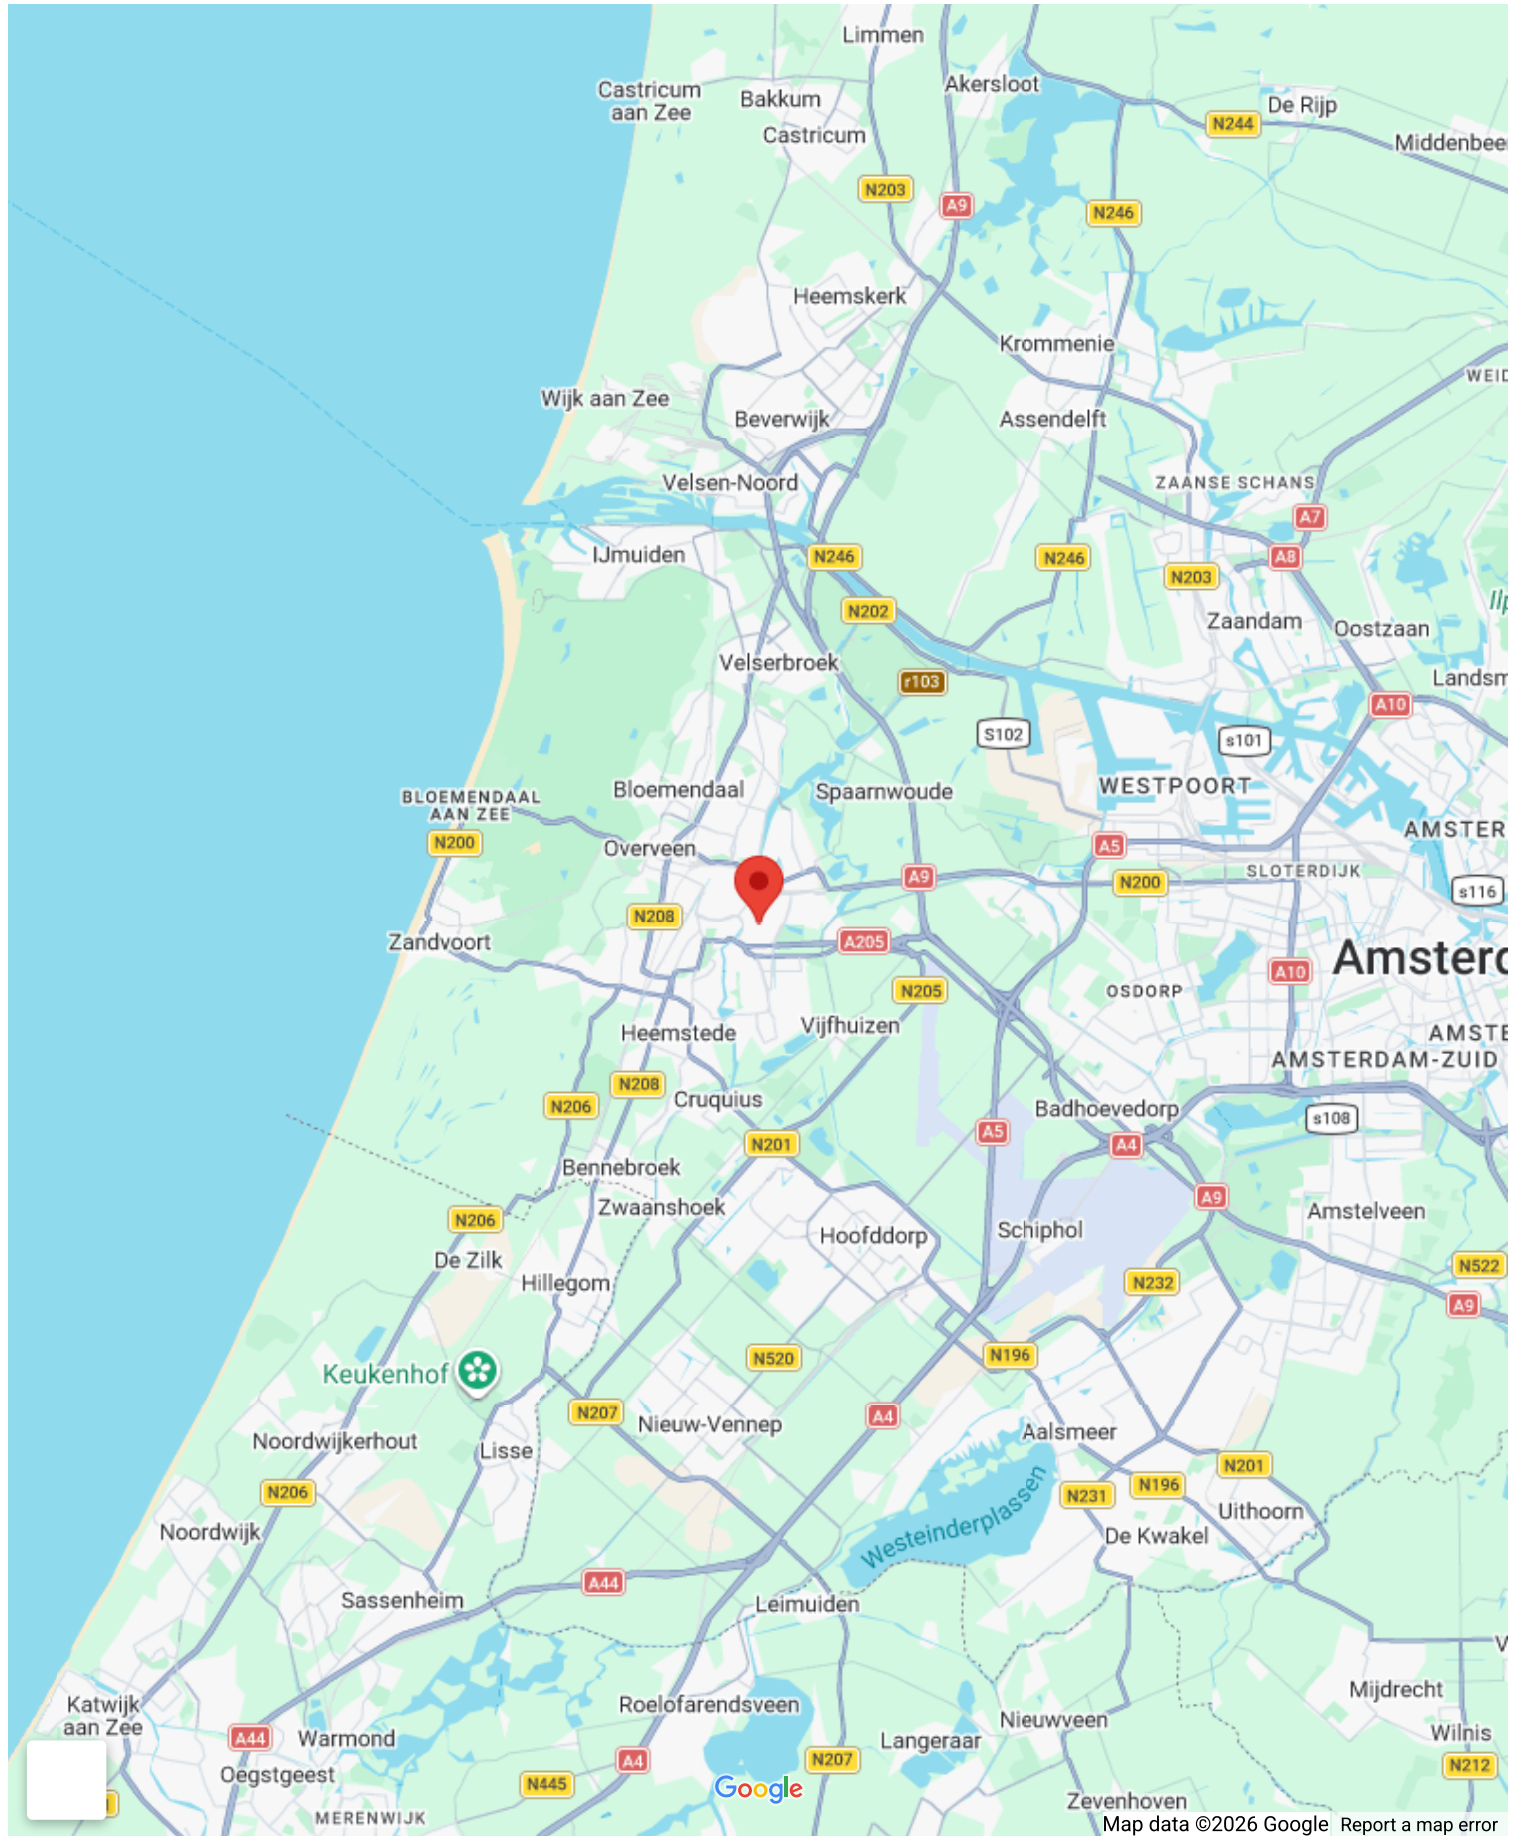 Limmen
Castricum
aan Zee
Bakkum
Akersloot
De Rijp
N244
Castricum
Middenbee
N203
A9
N246
Heemskerk
Krommenie
WEID
Wijk aan Zee
Beverwijk
Assendelft
Velsen-Noord
ZAANSE SCHANS
A7
IJmuiden
N246
N246
A8
N203
N202
Zaandam
Oostzaan
Velserbroek
r103
Landsm
A10
S102
s101
Bloemendaal
Spaarnwoude
WESTPOORT
BLOEMENDAAL
AAN ZEE
AMSTER
N200
Overveen
A5
SLOTERDIJK
A9
N200
s116
N208
Zandvoort
A205
Amsterd
A10
N205
OSDORP
Heemstede
Vijfhuizen
AMSTE
AMSTERDAM-ZUID
N208
N206
Cruquius
Badhoevedorp
s108
A5
N201
A4
Bennebroek
A9
Zwaanshoek
Amstelveen
N206
Hoofddorp
Schiphol
De Zilk
N522
Hillegom
N232
A9
N520
N196
Keukenhof
N207
A4
Nieuw-Vennep
Aalsmeer
Noordwijkerhout
Lisse
N201
N206
N231
N196
Westeinderplassen
Uithoorn
Noordwijk
De Kwakel
A44
Sassenheim
Leimuiden
V
Katwijk
aan Zee
Roelofarendsveen
Mijdrecht
Nieuwveen
A44
Warmond
Langeraar
Wilnis
A4
N207
N212
Oegstgeest
N445
Google
Zevenhoven
MERENWIJK
Map data ©2026 Google
Report a map error